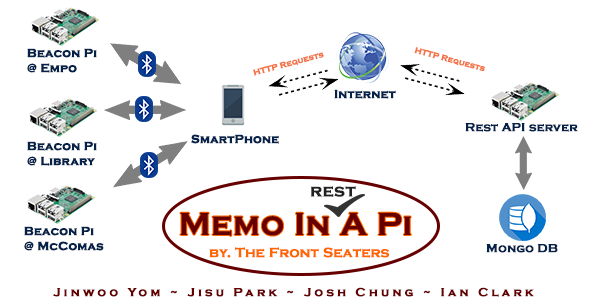 Beacon Pi
@ Empo
Beacon Pi
@ Library
Beacon Pi
@ McComas
SmartPhone
HTTP Requests
Internet
HTTP Requests
Rest API server
Mongo DB
REST
Memo In A Pi
by. The Front Seaters
Jinwoo Yom ~ Jisu Park ~ Josh Chung ~ Ian Clark